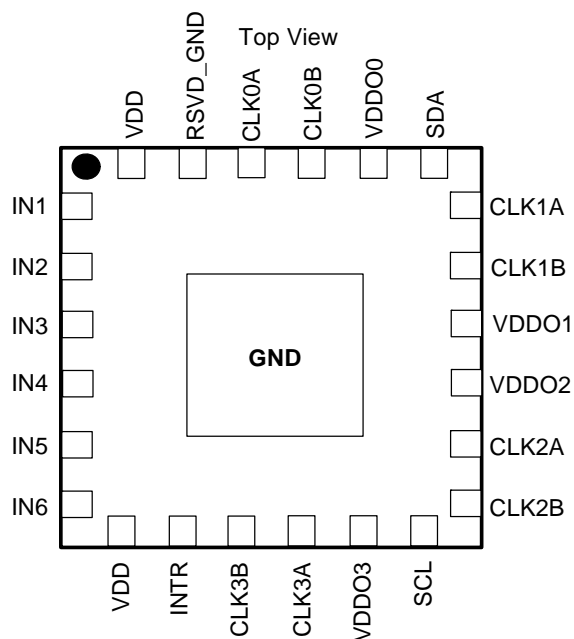 Top View
VDD
RSVD_GND
CLK0A
CLK0B
VDDO0
SDA
IN1
IN2
IN3
IN4
IN5
IN6
GND
CLK1A
CLK1B
VDDO1
VDDO2
CLK2A
CLK2B
VDD
INTR
CLK3B
CLK3A
VDDO3
SCL